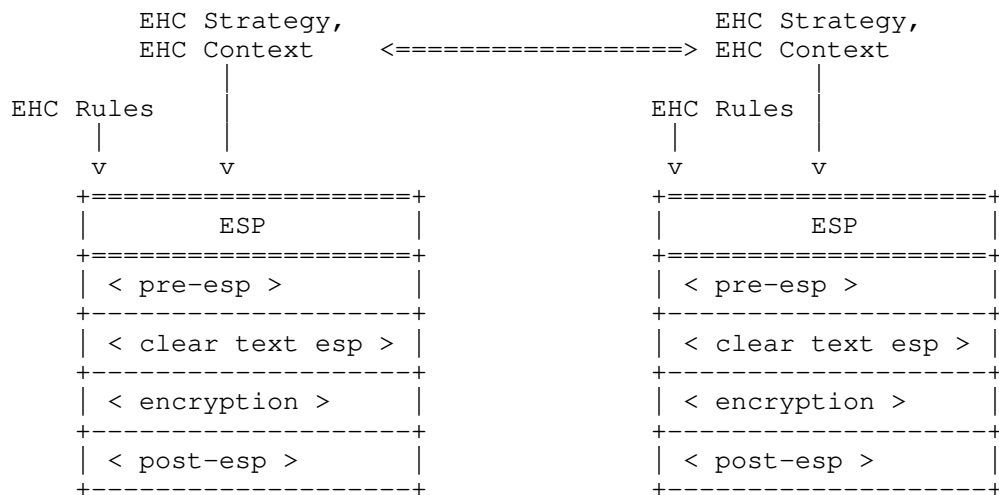 EHC Strategy, EHC Strategy,
EHC Context <==================> EHC Context
| |
EHC Rules | EHC Rules |
| | | |
v v v v
+====================+ +====================+
| ESP | | ESP |
+====================+ +====================+
| < pre-esp > | | < pre-esp > |
+--------------------+ +--------------------+
| < clear text esp > | | < clear text esp > |
+--------------------+ +--------------------+
| < encryption > | | < encryption > |
+--------------------+ +--------------------+
| < post-esp > | | < post-esp > |
+--------------------+ +--------------------+